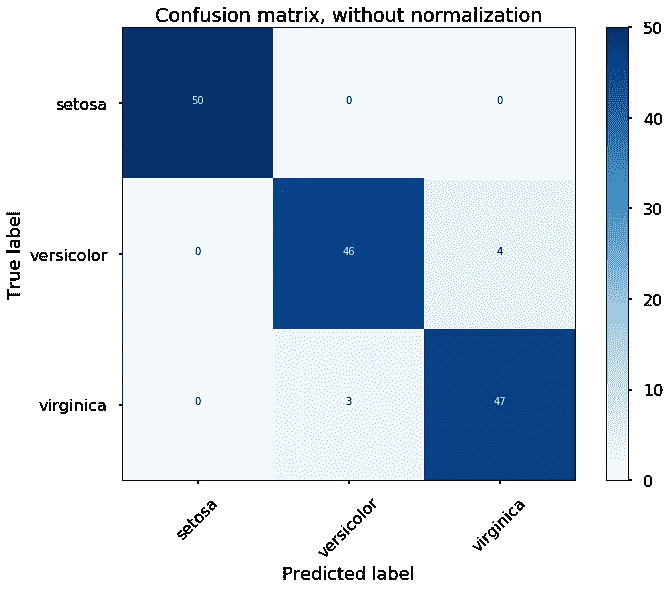 Confusion matrix, without normalization
50
setosa
50
0
0
40
30
True label
versicolor
0
46
4
20
10
virginica
0
3
47
0
setosa
versicolor
virginica
Predicted label